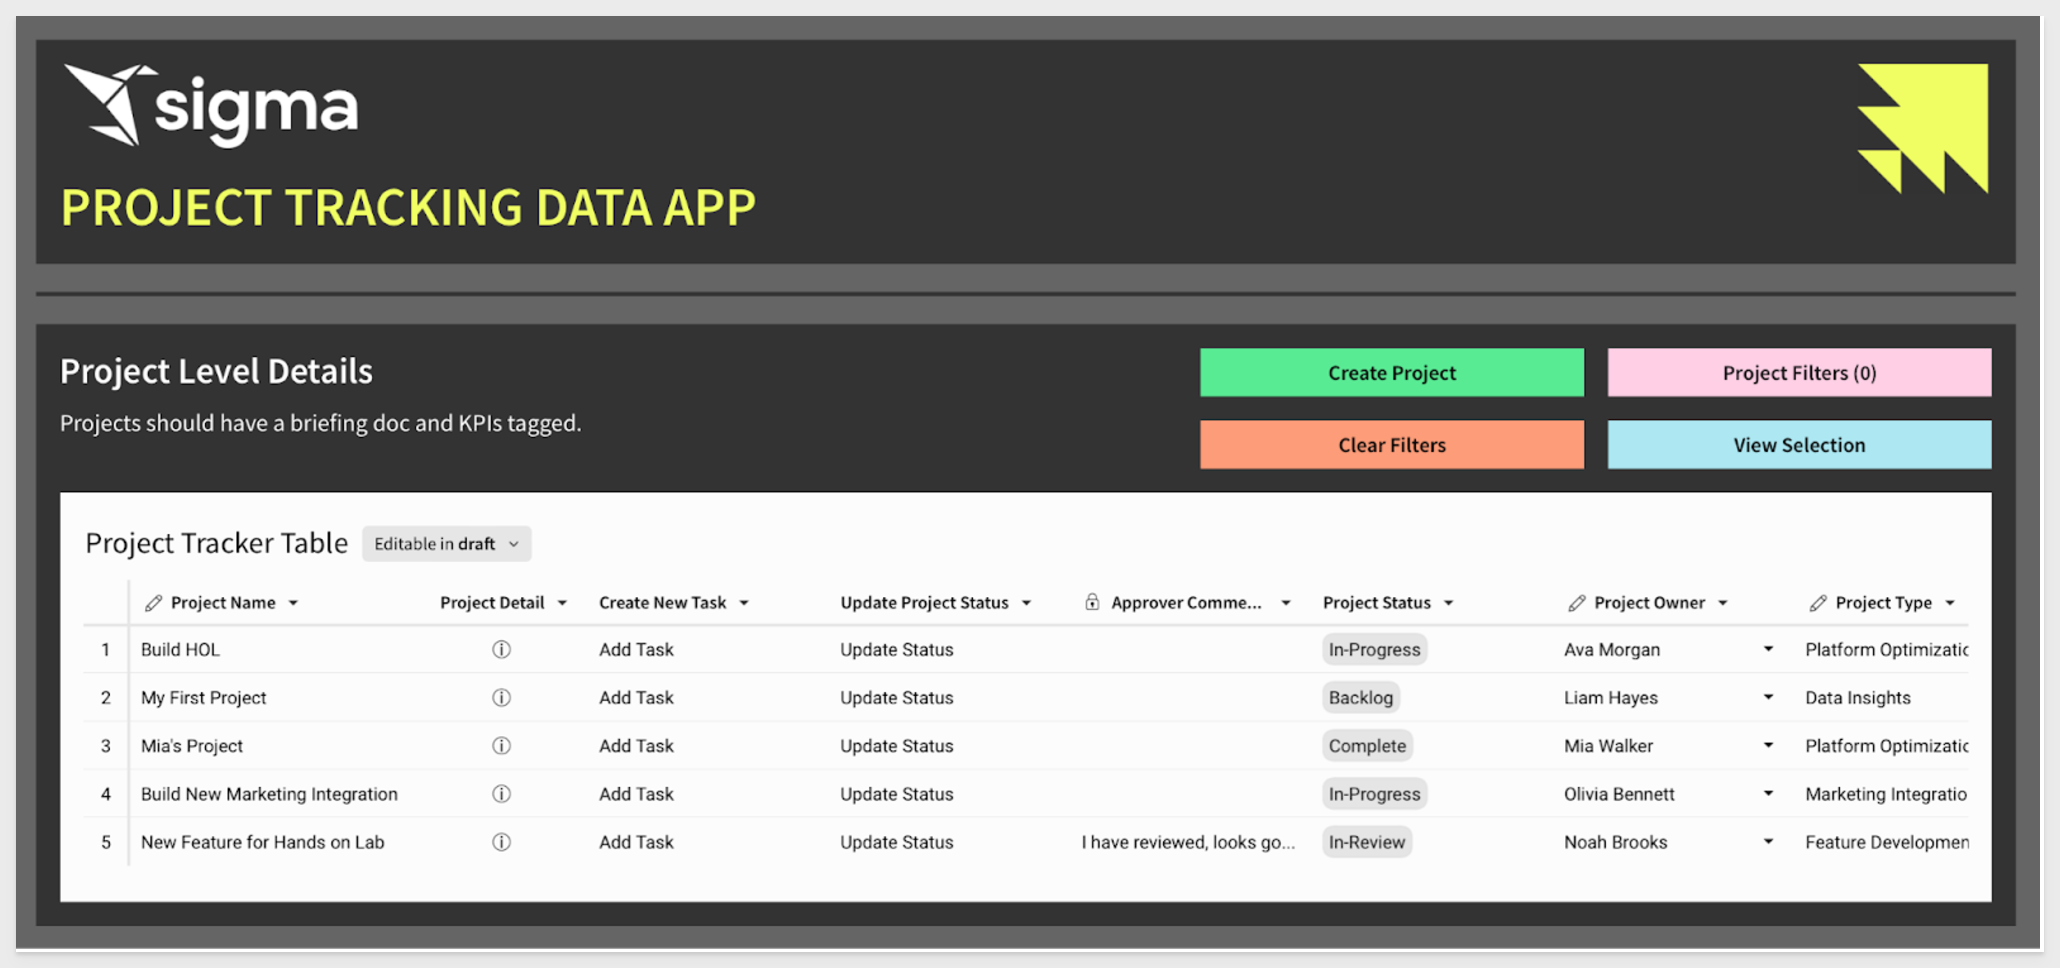 sigma
PROJECT TRACKING DATA APP
Project Level Details
Projects should have a briefing doc and KPIs tagged.
Create Project
Project Filters (0)
Clear Filters
View Selection
Project Tracker Table Editable in draft
Project Name Project Detail Create New Task Update Project Status Approver Comme... Project Status Project Owner Project Type
1 Build HOL Add Task Update Status In-Progress Ava Morgan Platform Optimizatic
2 My First Project Add Task Update Status Backlog Liam Hayes Data Insights
3 Mia's Project Add Task Update Status Complete Mia Walker Platform Optimizatic
4 Build New Marketing Integration Add Task Update Status In-Progress Olivia Bennett Marketing Integratio
5 New Feature for Hands on Lab Add Task Update Status I have reviewed, looks go... In-Review Noah Brooks Feature Developmen